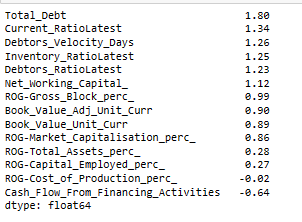 Total_Debt 1.80
Current_RatioLatest 1.34
Debtors_Velocity_Days 1.26
Inventory_RatioLatest 1.25
Debtors_RatioLatest 1.23
Net_Working_Capital_ 1.12
ROG-Gross_Block_perc_ 0.99
Book_Value_Adj_Unit_Curr 0.90
Book_Value_Unit_Curr 0.89
ROG-Market_Capitalisation_perc_ 0.86
ROG-Total_Assets_perc_ 0.28
ROG-Capital_Employed_perc_ 0.27
ROG-Cost_of_Production_perc_ -0.02
Cash_Flow_From_Financing_Activities -0.64
dtype: float64